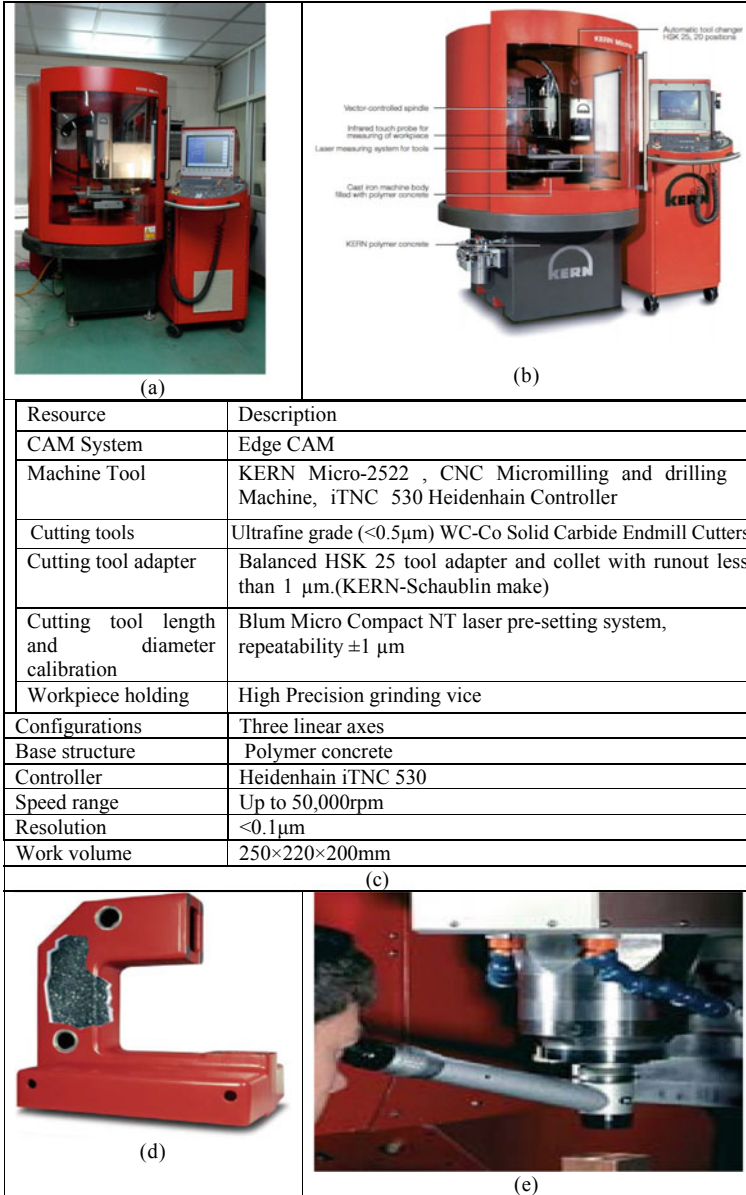 KERN Micro
Automatic tool changer
HSK 25, 20 positions
KERN Micro
Vector-controlled spindle
Infrared touch probe for
measuring of workpiece
Laser measuring system for tools
Cast iron machine body
filled with polymer concrete
KERN polymer concrete
KERN
KERN
(a)
(b)
Resource Description
CAM System Edge CAM
Machine Tool KERN Micro-2522 , CNC Micromilling and drilling
Machine, iTNC 530 Heidenhain Controller
Cutting tools Ultrafine grade (<0.5µm) WC-Co Solid Carbide Endmill Cutters
Cutting tool adapter Balanced HSK 25 tool adapter and collet with runout less
than 1 µm.(KERN-Schaublin make)
Cutting tool length Blum Micro Compact NT laser pre-setting system,
and diameter repeatability ±1 µm
calibration
Workpiece holding High Precision grinding vice
Configurations Three linear axes
Base structure Polymer concrete
Controller Heidenhain iTNC 530
Speed range Up to 50,000rpm
Resolution <0.1µm
Work volume 250×220×200mm
(c)
(d)
(e)